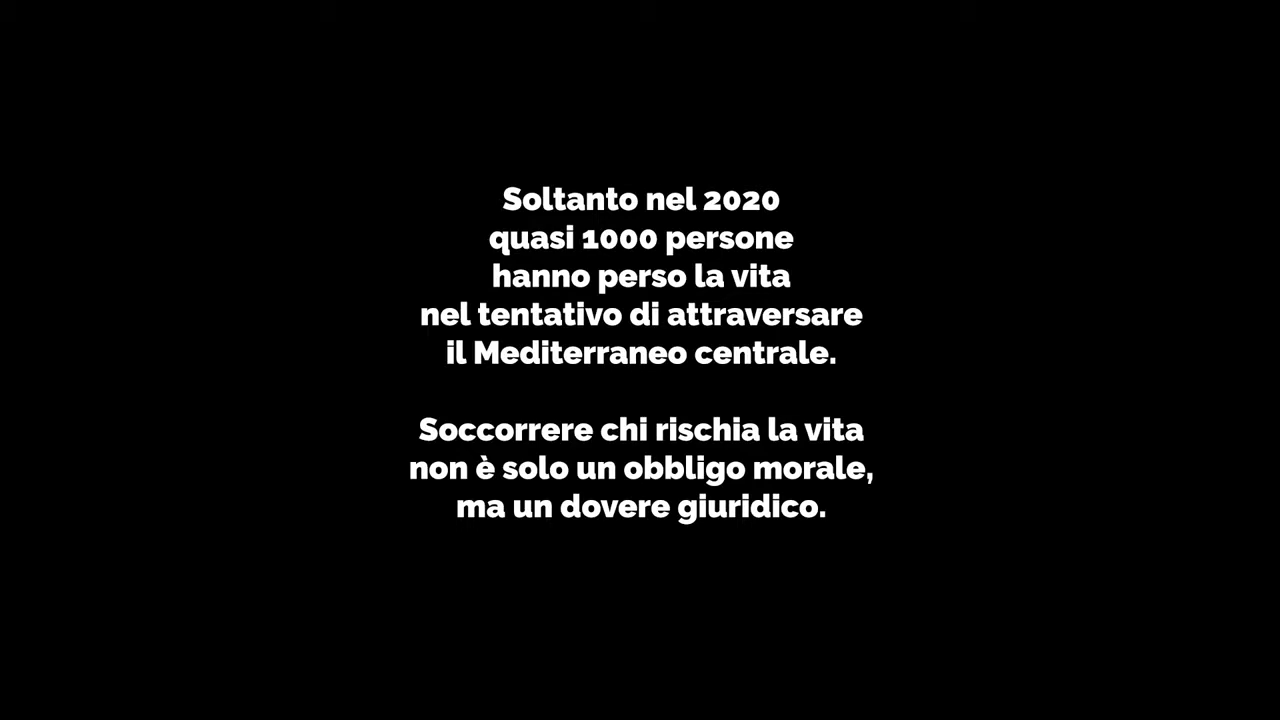 Soltanto nel 2020
quasi 1000 persone
hanno perso la vita
nel tentativo di attraversare
il Mediterraneo centrale.
Soccorrere chi rischia la vita
non è solo un obbligo morale,
ma un dovere giuridico.